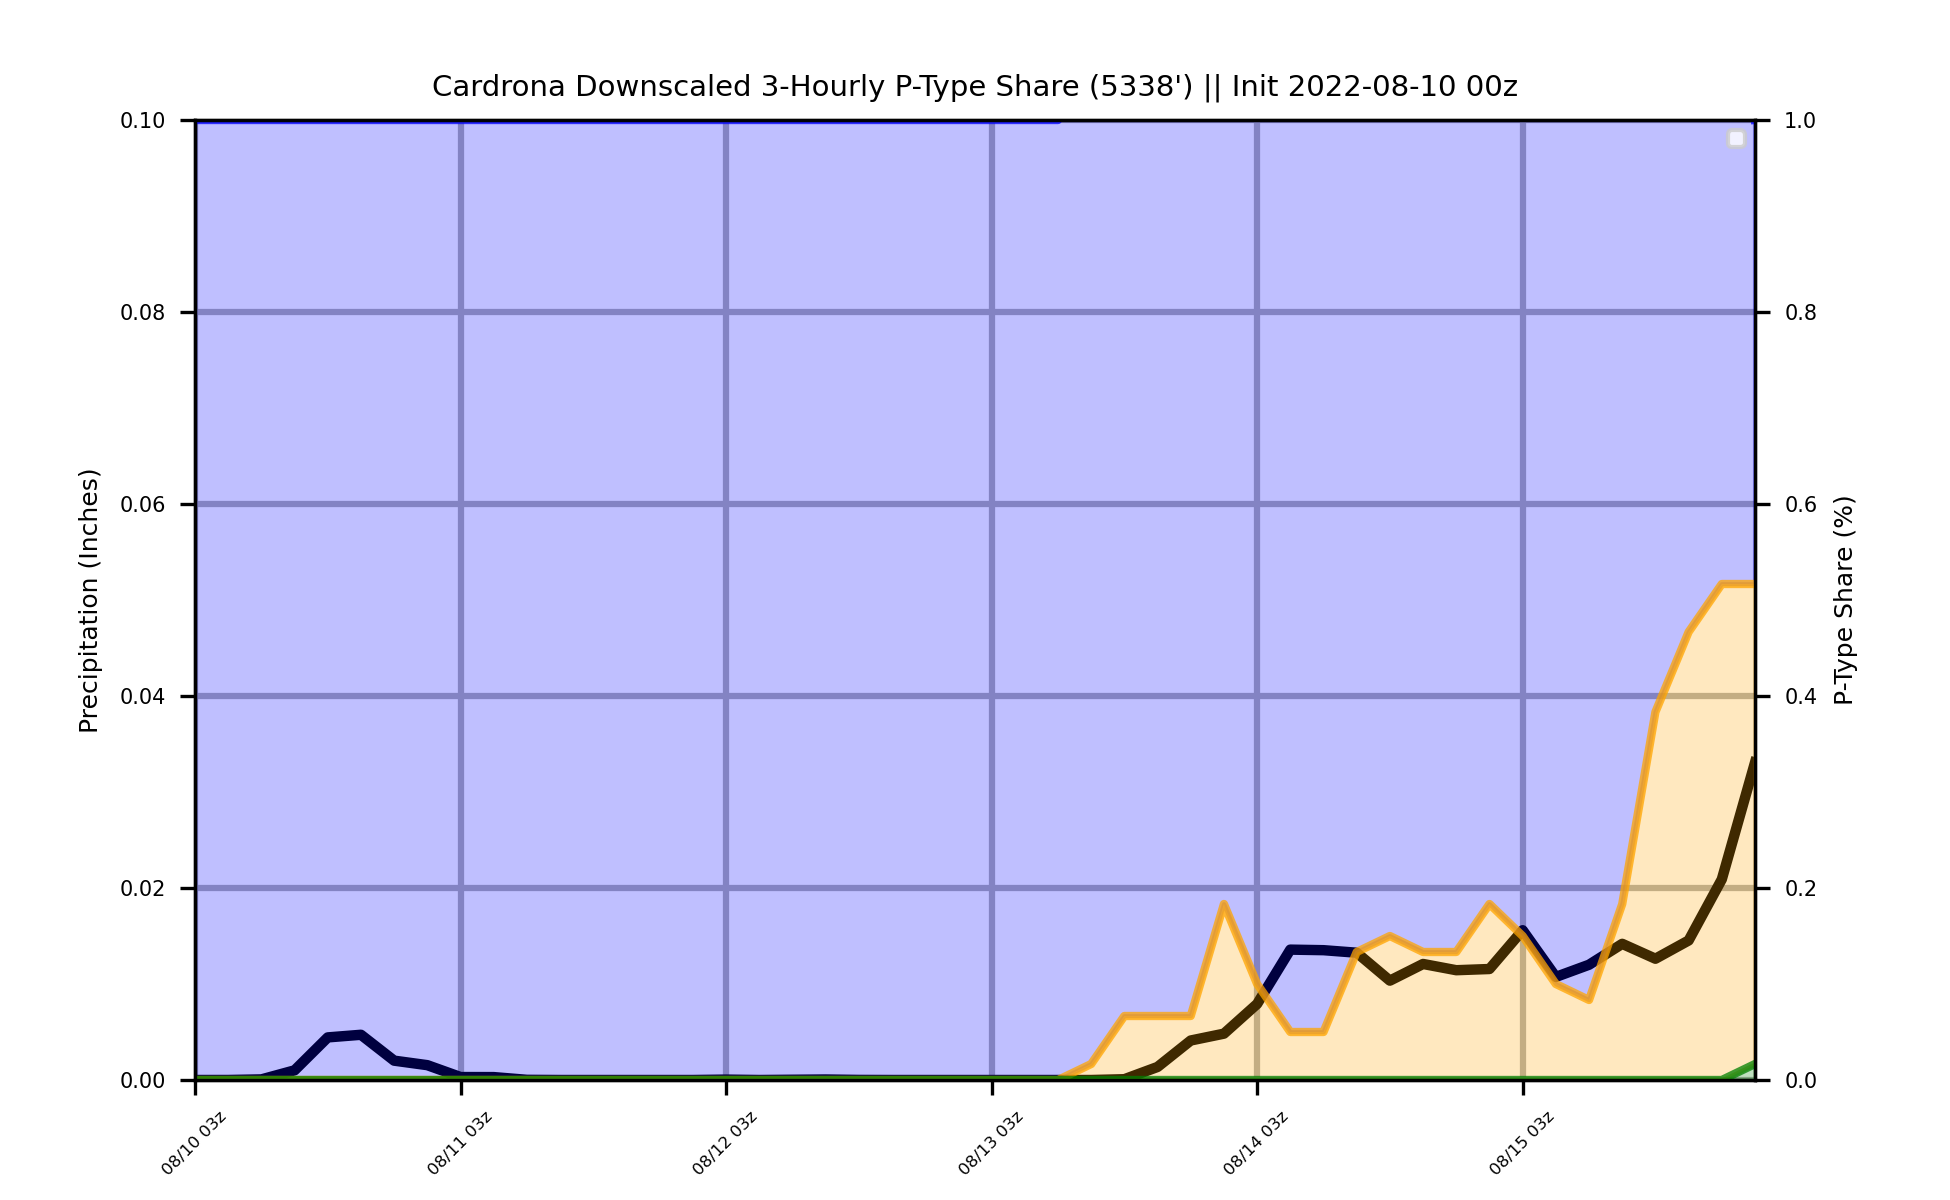 Cardrona Downscaled 3-Hourly P-Type Share (5338') || Init 2022-08-10 00z
0.10
0.08
0.06
0.04
0.02
0.00
Precipitation (Inches)
1.0
0.8
0.6
0.4
0.2
0.0
P-Type Share (%)
08/10 03z
08/11 03z
08/12 03z
08/13 03z
08/14 03z
08/15 03z